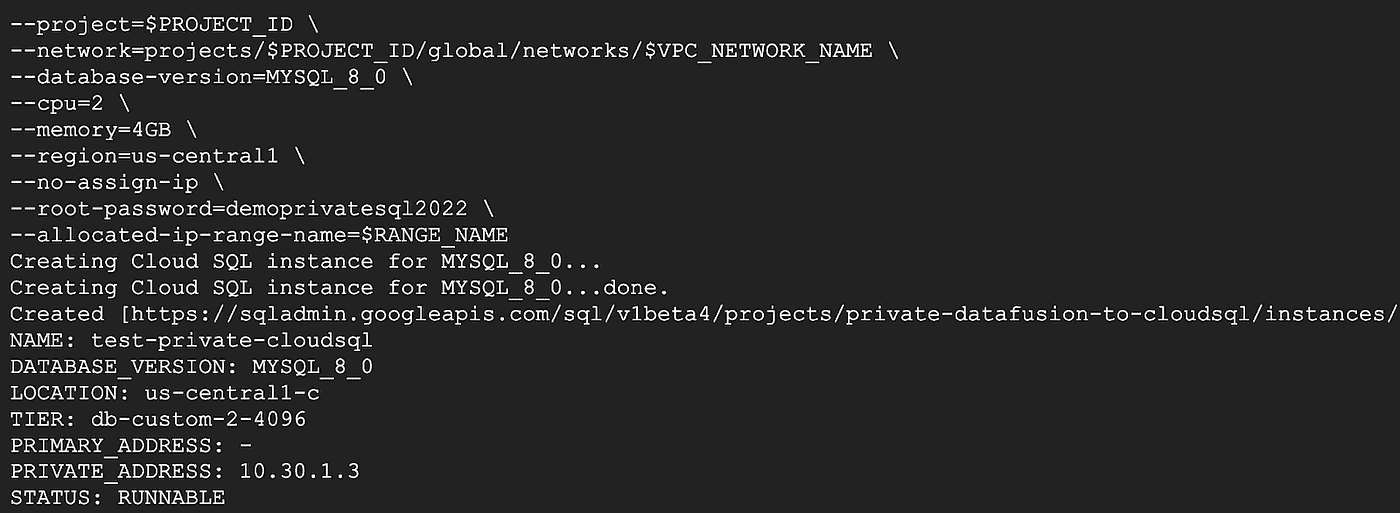 --project=$PROJECT_ID \
--network=projects/$PROJECT_ID/global/networks/$VPC_NETWORK_NAME \
--database-version=MYSQL_8_0 \
--cpu=2 \
--memory=4GB \
--region=us-central1 \
--no-assign-ip \
--root-password=demoprivatesql2022 \
--allocated-ip-range-name=$RANGE_NAME
Creating Cloud SQL instance for MYSQL_8_0...
Creating Cloud SQL instance for MYSQL_8_0...done.
Created [https://sqladmin.googleapis.com/sql/v1beta4/projects/private-datafusion-to-cloudsql/instances/
NAME: test-private-cloudsql
DATABASE_VERSION: MYSQL_8_0
LOCATION: us-central1-c
TIER: db-custom-2-4096
PRIMARY_ADDRESS: -
PRIVATE_ADDRESS: 10.30.1.3
STATUS: RUNNABLE